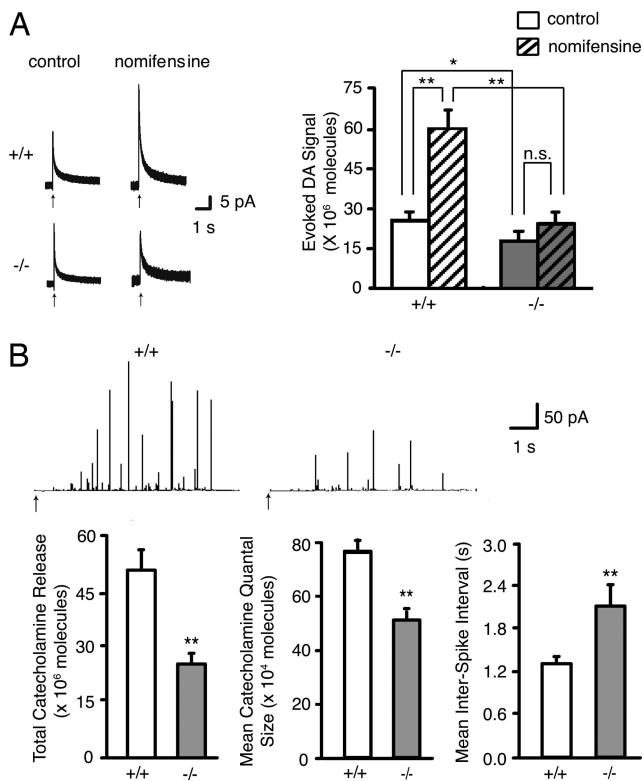 A
control
nomifensine
control
nomifensine
+/+
-/-
5 pA
1 s
Evoked DA Signal
(X 10⁶ molecules)
75
60
45
30
15
0
*
**
**
n.s.
+/+
-/-
B
+/+
-/-
50 pA
1 s
Total Catecholamine Release
(x 10⁶ molecules)
60
45
30
15
0
**
+/+
-/-
Mean Catecholamine Quantal
Size (x 10⁴ molecules)
80
60
40
20
0
**
+/+
-/-
Mean Inter-Spike Interval (s)
3.0
2.4
1.8
1.2
0.6
0
**
+/+
-/-